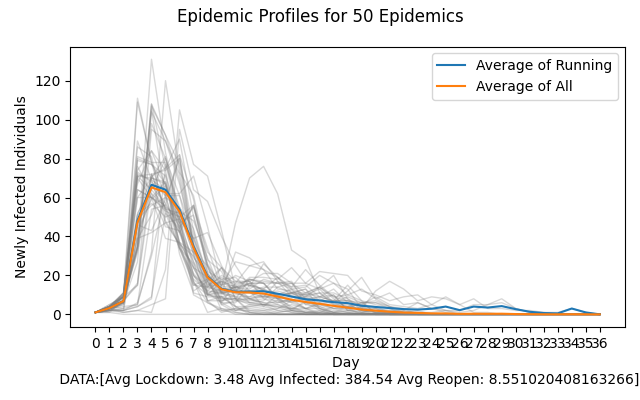 Epidemic Profiles for 50 Epidemics
Average of Running
Average of All
120
100
80
60
40
20
0
Newly Infected Individuals
0 1 2 3 4 5 6 7 8 9 10 11 12 13 14 15 16 17 18 19 20 21 22 23 24 25 26 27 28 29 30 31 32 33 34 35 36
Day
DATA:[Avg Lockdown: 3.48 Avg Infected: 384.54 Avg Reopen: 8.551020408163266]